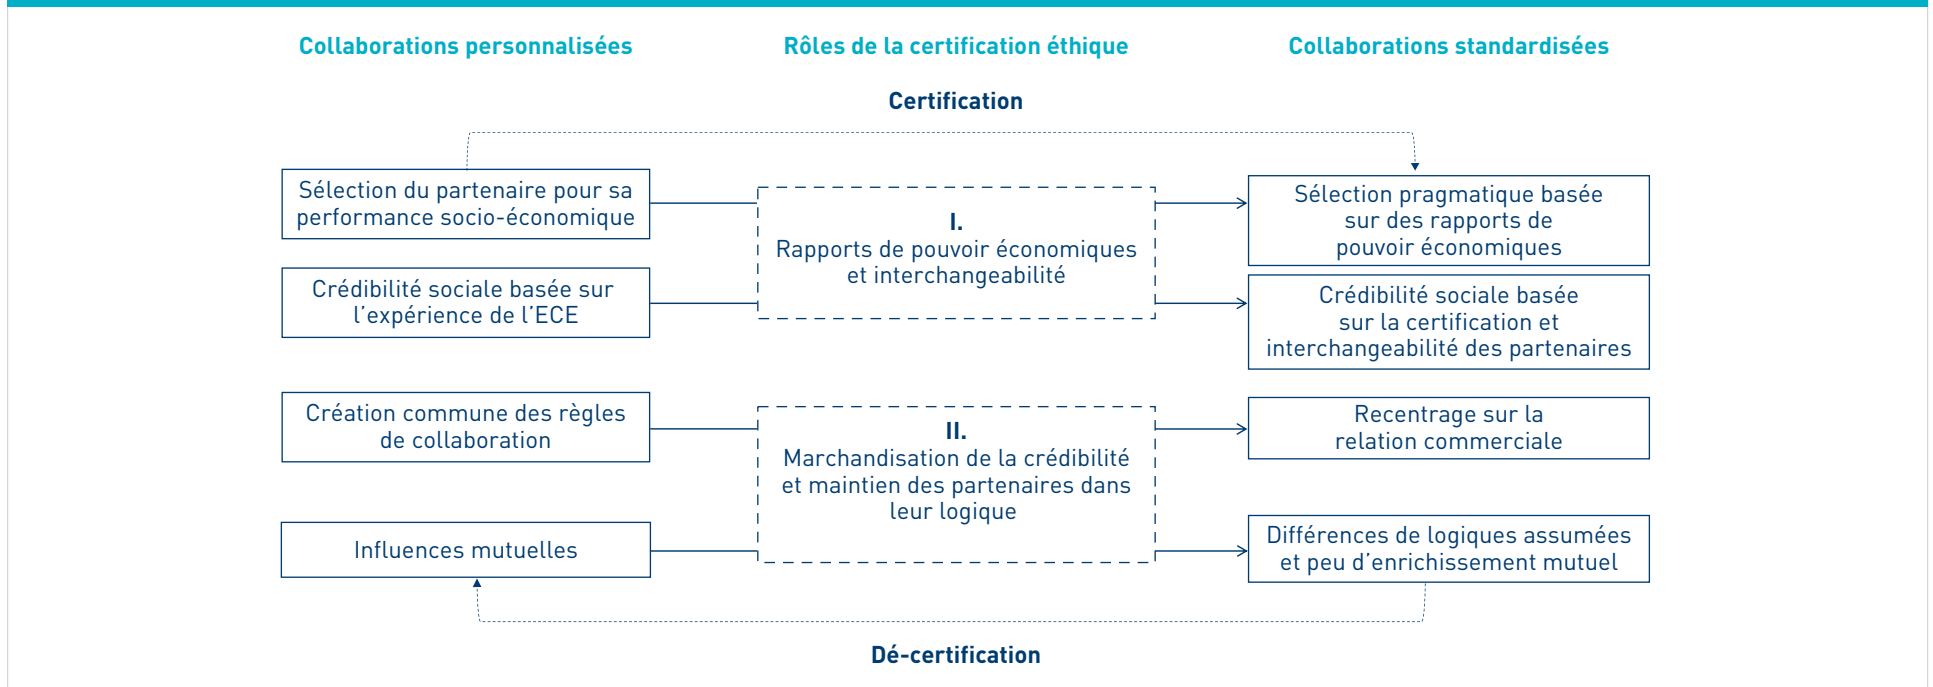 Collaborations personnalisées
Rôles de la certification éthique
Collaborations standardisées
Certification
Sélection du partenaire pour sa
performance socio-économique
I.
Rapports de pouvoir économiques
et interchangeabilité
Sélection pragmatique basée
sur des rapports de
pouvoir économiques
Crédibilité sociale basée sur
l’expérience de l’ECE
Crédibilité sociale basée
sur la certification et
interchangeabilité des partenaires
Création commune des règles
de collaboration
II.
Marchandisation de la crédibilité
et maintien des partenaires dans
leur logique
Recentrage sur la
relation commerciale
Influences mutuelles
Différences de logiques assumées
et peu d’enrichissement mutuel
Dé-certification